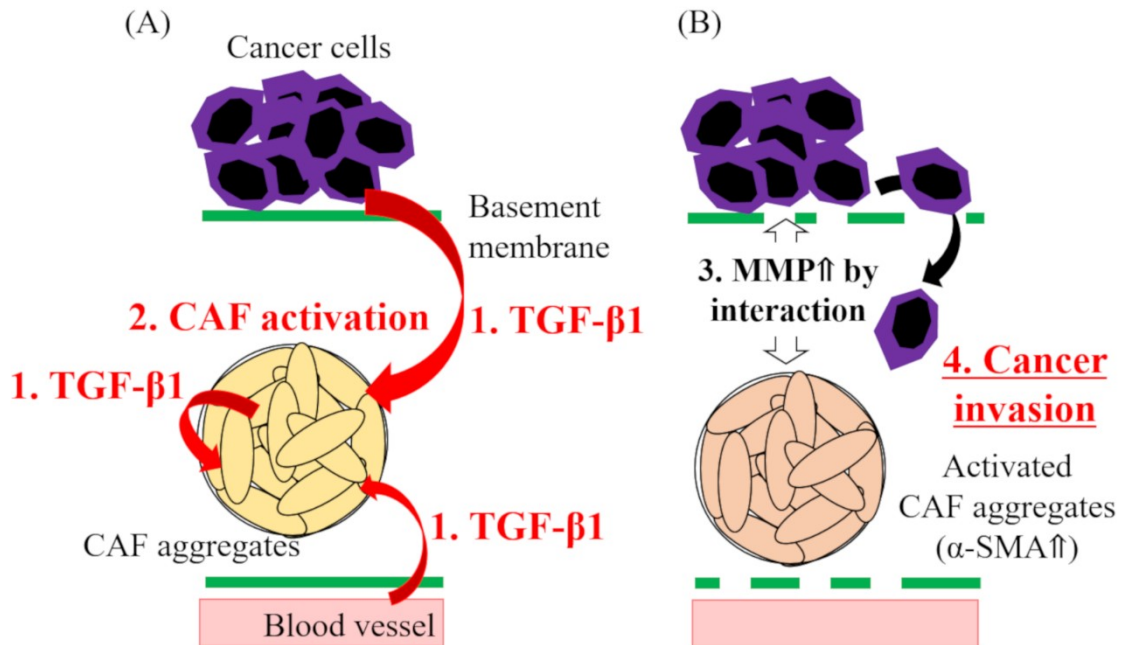 (A)
Cancer cells
Basement
membrane
2. CAF activation
1. TGF-β1
1. TGF-β1
1. TGF-β1
CAF aggregates
Blood vessel
(B)
3. MMP⇑ by
interaction
4. Cancer
invasion
Activated
CAF aggregates
(α-SMA⇑)